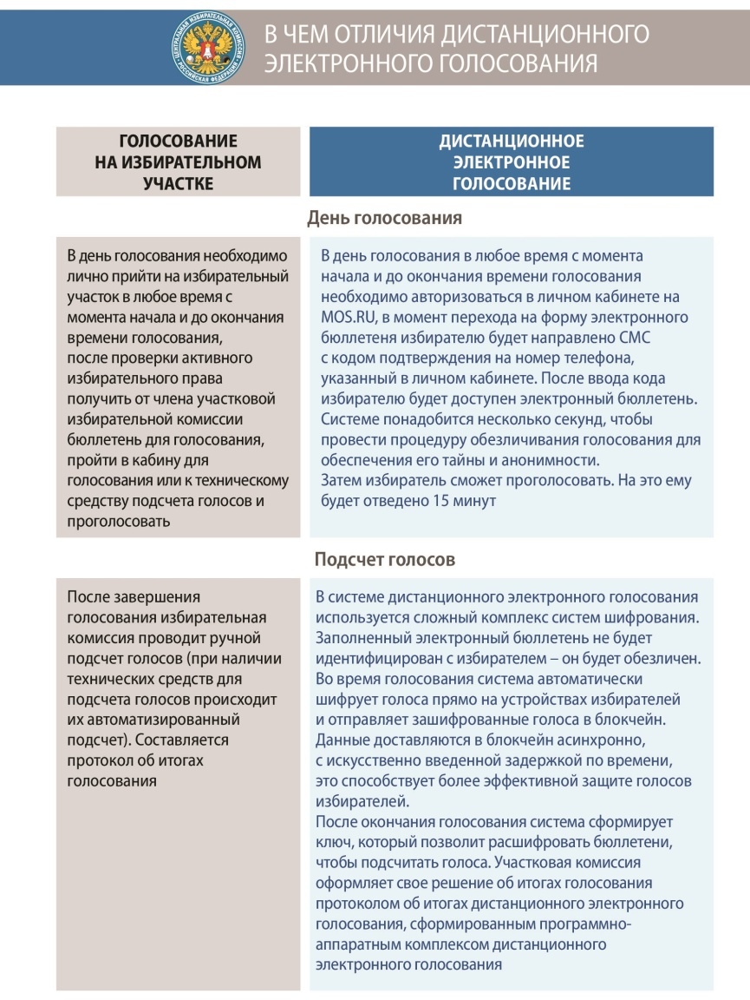 ЦЕНТРАЛЬНАЯ ИЗБИРАТЕЛЬНАЯ КОМИССИЯ
РОССИЙСКАЯ ФЕДЕРАЦИЯ
В ЧЕМ ОТЛИЧИЯ ДИСТАНЦИОННОГО
ЭЛЕКТРОННОГО ГОЛОСОВАНИЯ
ГОЛОСОВАНИЕ
НА ИЗБИРАТЕЛЬНОМ
УЧАСТКЕ
ДИСТАНЦИОННОЕ
ЭЛЕКТРОННОЕ
ГОЛОСОВАНИЕ
День голосования
В день голосования необходимо
лично прийти на избирательный
участок в любое время с
момента начала и до окончания
времени голосования,
после проверки активного
избирательного права
получить от члена участковой
избирательной комиссии
бюллетень для голосования,
пройти в кабину для
голосования или к техническому
средству подсчета голосов и
проголосовать
В день голосования в любое время с момента
начала и до окончания времени голосования
необходимо авторизоваться в личном кабинете на
MOS.RU, в момент перехода на форму электронного
бюллетеня избирателю будет направлено СМС
с кодом подтверждения на номер телефона,
указанный в личном кабинете. После ввода кода
избирателю будет доступен электронный бюллетень.
Системе понадобится несколько секунд, чтобы
провести процедуру обезличивания голосования для
обеспечения его тайны и анонимности.
Затем избиратель сможет проголосовать. На это ему
будет отведено 15 минут
Подсчет голосов
После завершения
голосования избирательная
комиссия проводит ручной
подсчет голосов (при наличии
технических средств для
подсчета голосов происходит
их автоматизированный
подсчет). Составляется
протокол об итогах
голосования
В системе дистанционного электронного голосования
используется сложный комплекс систем шифрования.
Заполненный электронный бюллетень не будет
идентифицирован с избирателем – он будет обезличен.
Во время голосования система автоматически
шифрует голоса прямо на устройствах избирателей
и отправляет зашифрованные голоса в блокчейн.
Данные доставляются в блокчейн асинхронно,
с искусственно введенной задержкой по времени,
это способствует более эффективной защите голосов
избирателей.
После окончания голосования система сформирует
ключ, который позволит расшифровать бюллетени,
чтобы подсчитать голоса. Участковая комиссия
оформляет свое решение об итогах голосования
протоколом об итогах дистанционного электронного
голосования, сформированным программно-
аппаратным комплексом дистанционного
электронного голосования